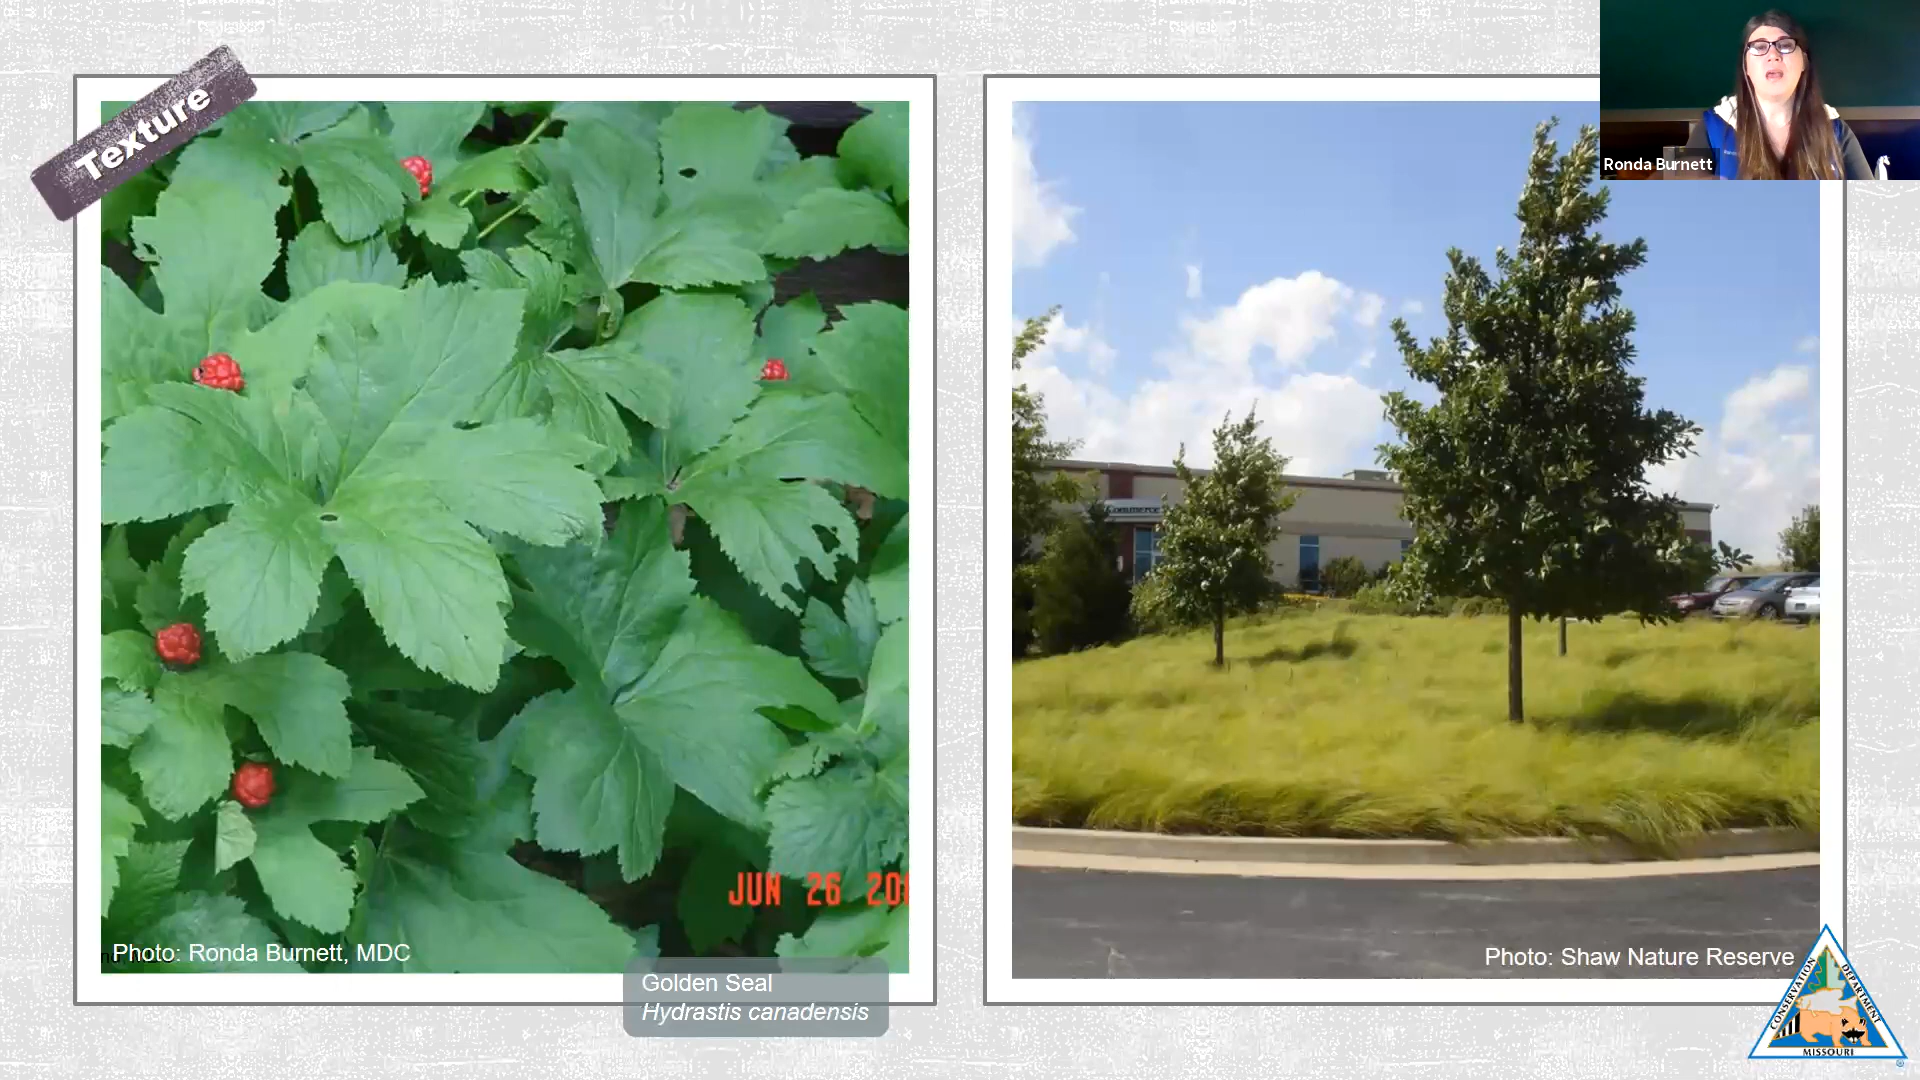 Texture
Ronda Burnett
Commerce
JUN 26 20
Photo: Ronda Burnett, MDC
Golden Seal
Hydrastis canadensis
Photo: Shaw Nature Reserve
CONSERVATION
DEPARTMENT
MISSOURI
®